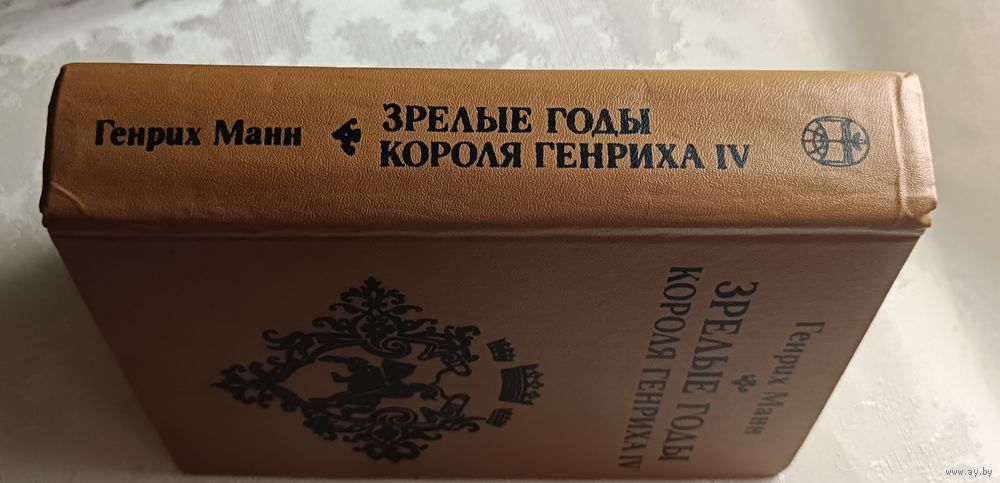 Генрих Манн
ЗРЕЛЫЕ ГОДЫ
КОРОЛЯ ГЕНРИХА IV
Генрих Манн
ЗРЕЛЫЕ ГОДЫ
КОРОЛЯ ГЕНРИХА IV
www.ay.by